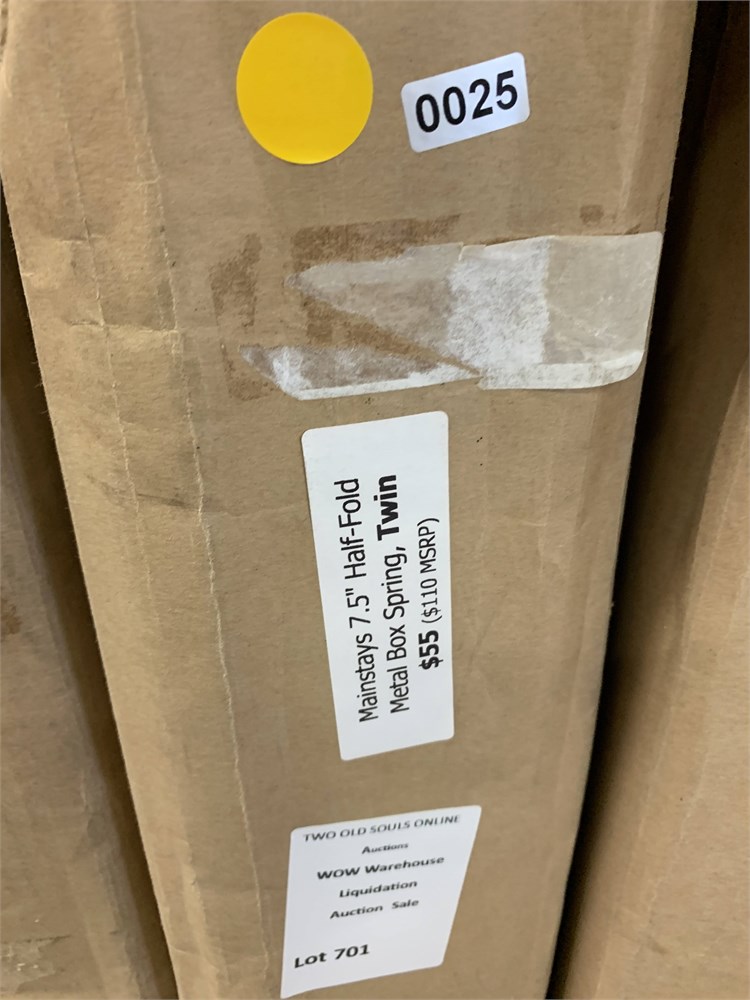 0025
Mainstays 7.5" Half-Fold
Metal Box Spring, Twin
$55 ($110 MSRP)
TWO OLD SOULS ONLINE
Auctions
WOW Warehouse
Liquidation
Auction Sale
Lot 701